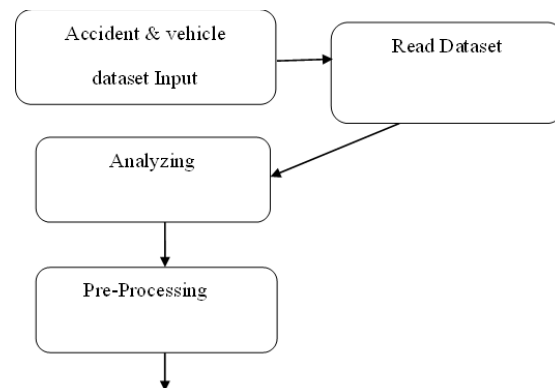 Accident & vehicle
dataset Input
Read Dataset
Analyzing
Pre-Processing